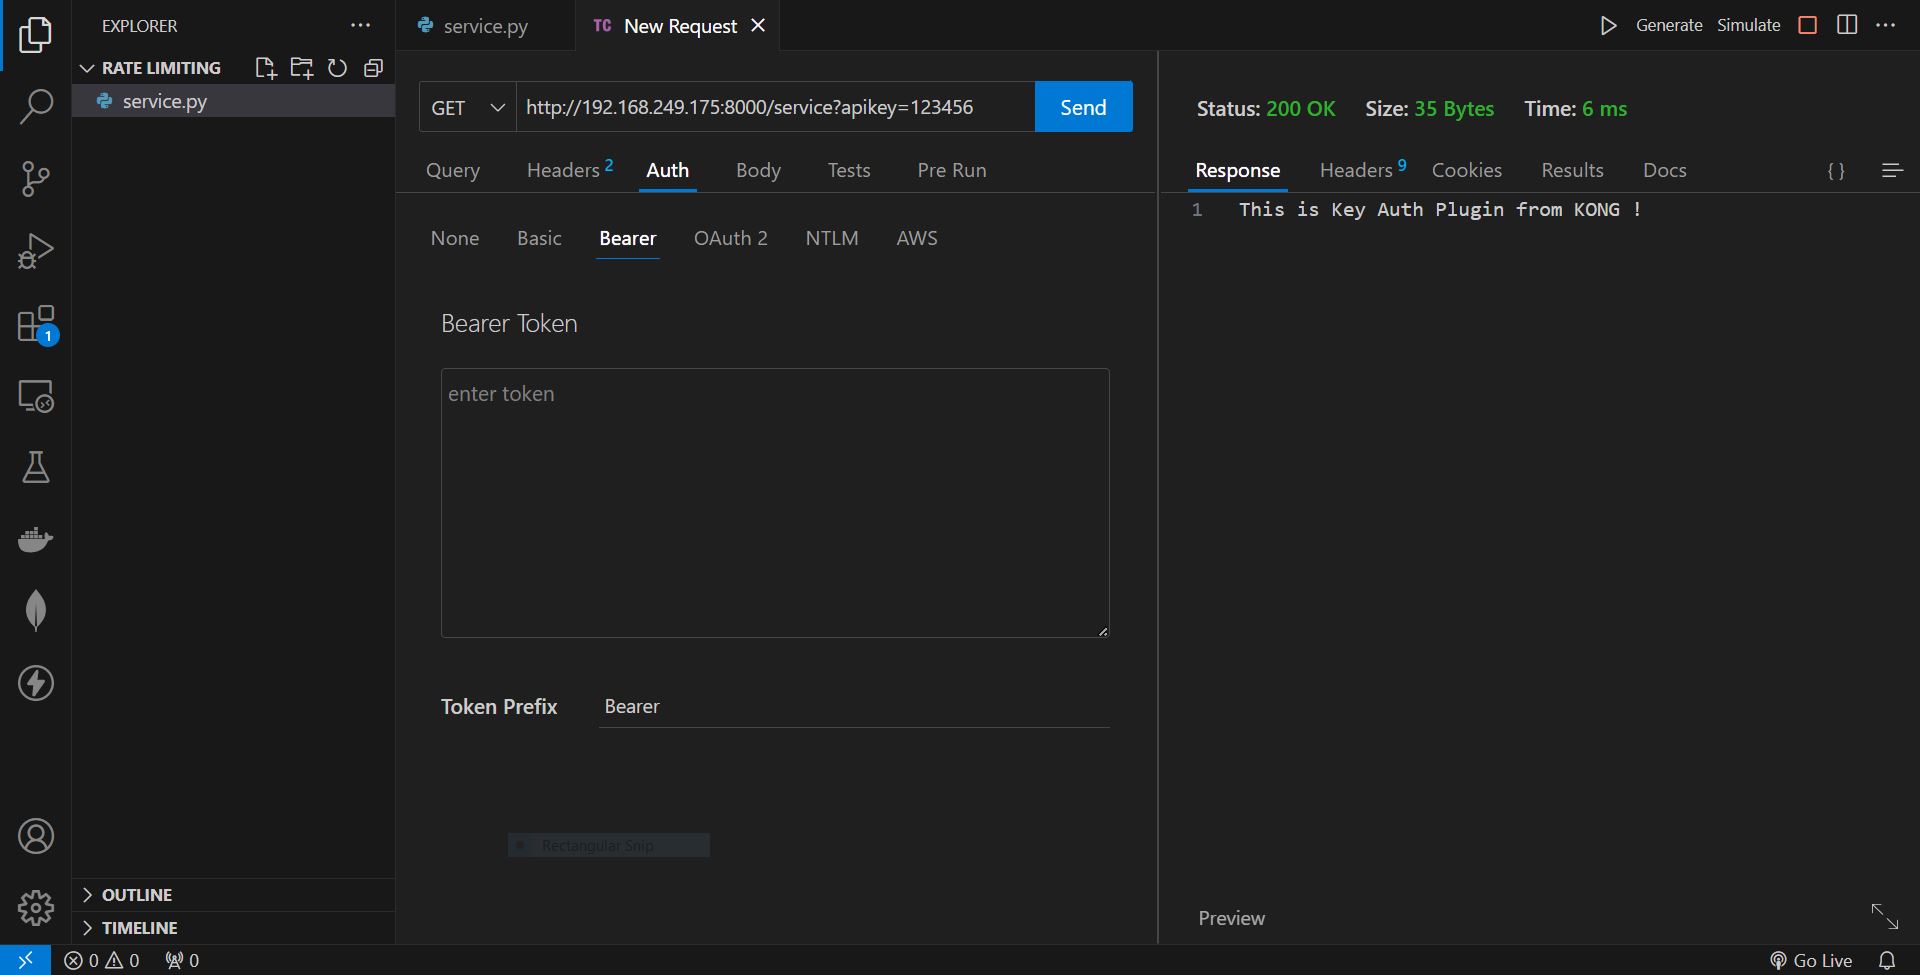 EXPLORER
service.py
TC New Request
Generate
Simulate
RATE LIMITING
service.py
GET
http://192.168.249.175:8000/service?apikey=123456
Send
Status: 200 OK
Size: 35 Bytes
Time: 6 ms
Query
Headers 2
Auth
Body
Tests
Pre Run
Response
Headers 9
Cookies
Results
Docs
{ }
1 This is Key Auth Plugin from KONG !
None
Basic
Bearer
OAuth 2
NTLM
AWS
Bearer Token
1
enter token
Token Prefix
Bearer
Rectangular Snip
OUTLINE
TIMELINE
Preview
0
0
0
Go Live